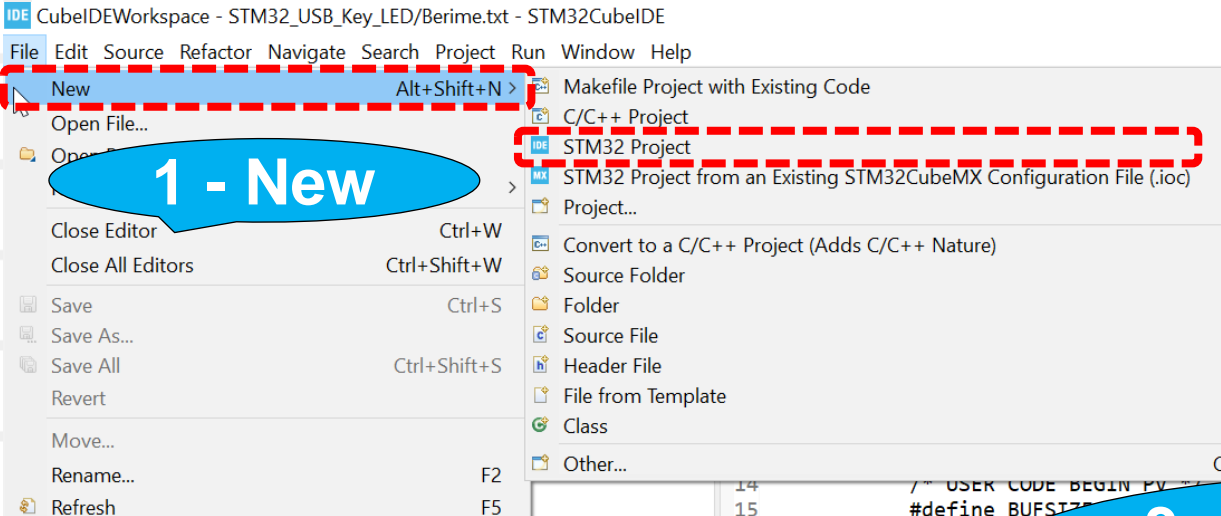 IDE CubeIDEWorkspace - STM32_USB_Key_LED/Berime.txt - STM32CubeIDE
File Edit Source Refactor Navigate Search Project Run Window Help
New Alt+Shift+N >
Open File...
Open
1 - New
Close Editor Ctrl+W
Close All Editors Ctrl+Shift+W
Save Ctrl+S
Save As...
Save All Ctrl+Shift+S
Revert
Move...
Rename... F2
Refresh F5
Makefile Project with Existing Code
C/C++ Project
IDE STM32 Project
MX STM32 Project from an Existing STM32CubeMX Configuration File (.ioc)
Project...
Convert to a C/C++ Project (Adds C/C++ Nature)
Source Folder
Folder
Source File
Header File
File from Template
Class
Other...
14 /* USER CODE BEGIN PV */
15 #define BUFSIZE